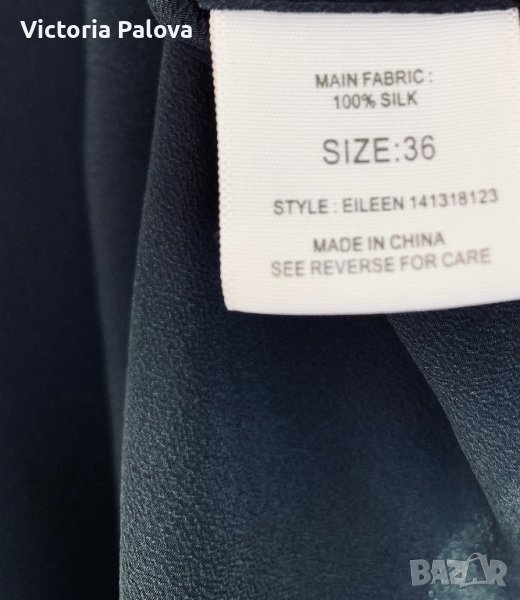 Victoria Palova
MAIN FABRIC :
100% SILK
SIZE:36
STYLE : EILEEN 141318123
MADE IN CHINA
SEE REVERSE FOR CARE
BAZAR